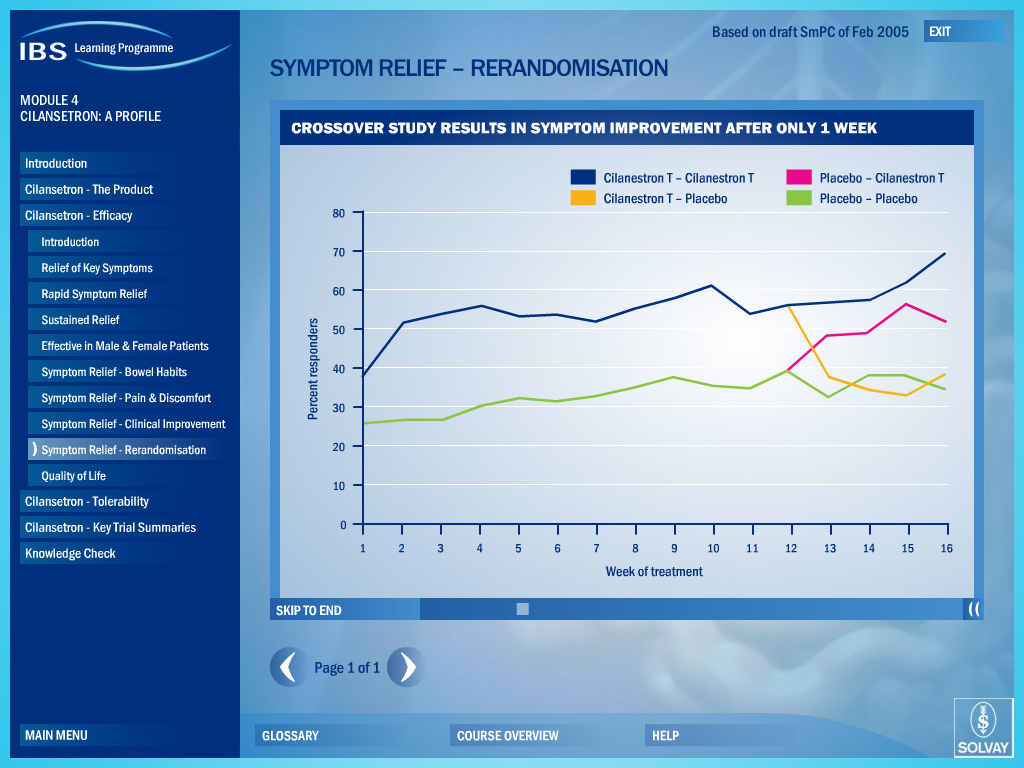 IBS Learning Programme
MODULE 4
CILANSETRON: A PROFILE
Introduction
Cilansetron - The Product
Cilansetron - Efficacy
Introduction
Relief of Key Symptoms
Rapid Symptom Relief
Sustained Relief
Effective in Male & Female Patients
Symptom Relief - Bowel Habits
Symptom Relief - Pain & Discomfort
Symptom Relief - Clinical Improvement
Symptom Relief - Rerandomisation
Quality of Life
Cilansetron - Tolerability
Cilansetron - Key Trial Summaries
Knowledge Check
MAIN MENU
Based on draft SmPC of Feb 2005
EXIT
SYMPTOM RELIEF – RERANDOMISATION
CROSSOVER STUDY RESULTS IN SYMPTOM IMPROVEMENT AFTER ONLY 1 WEEK
Cilanestron T – Cilanestron T
Placebo – Cilanestron T
Cilanestron T – Placebo
Placebo – Placebo
Percent responders
80
70
60
50
40
30
20
10
0
1 2 3 4 5 6 7 8 9 10 11 12 13 14 15 16
Week of treatment
SKIP TO END
Page 1 of 1
GLOSSARY
COURSE OVERVIEW
HELP
S
SOLVAY